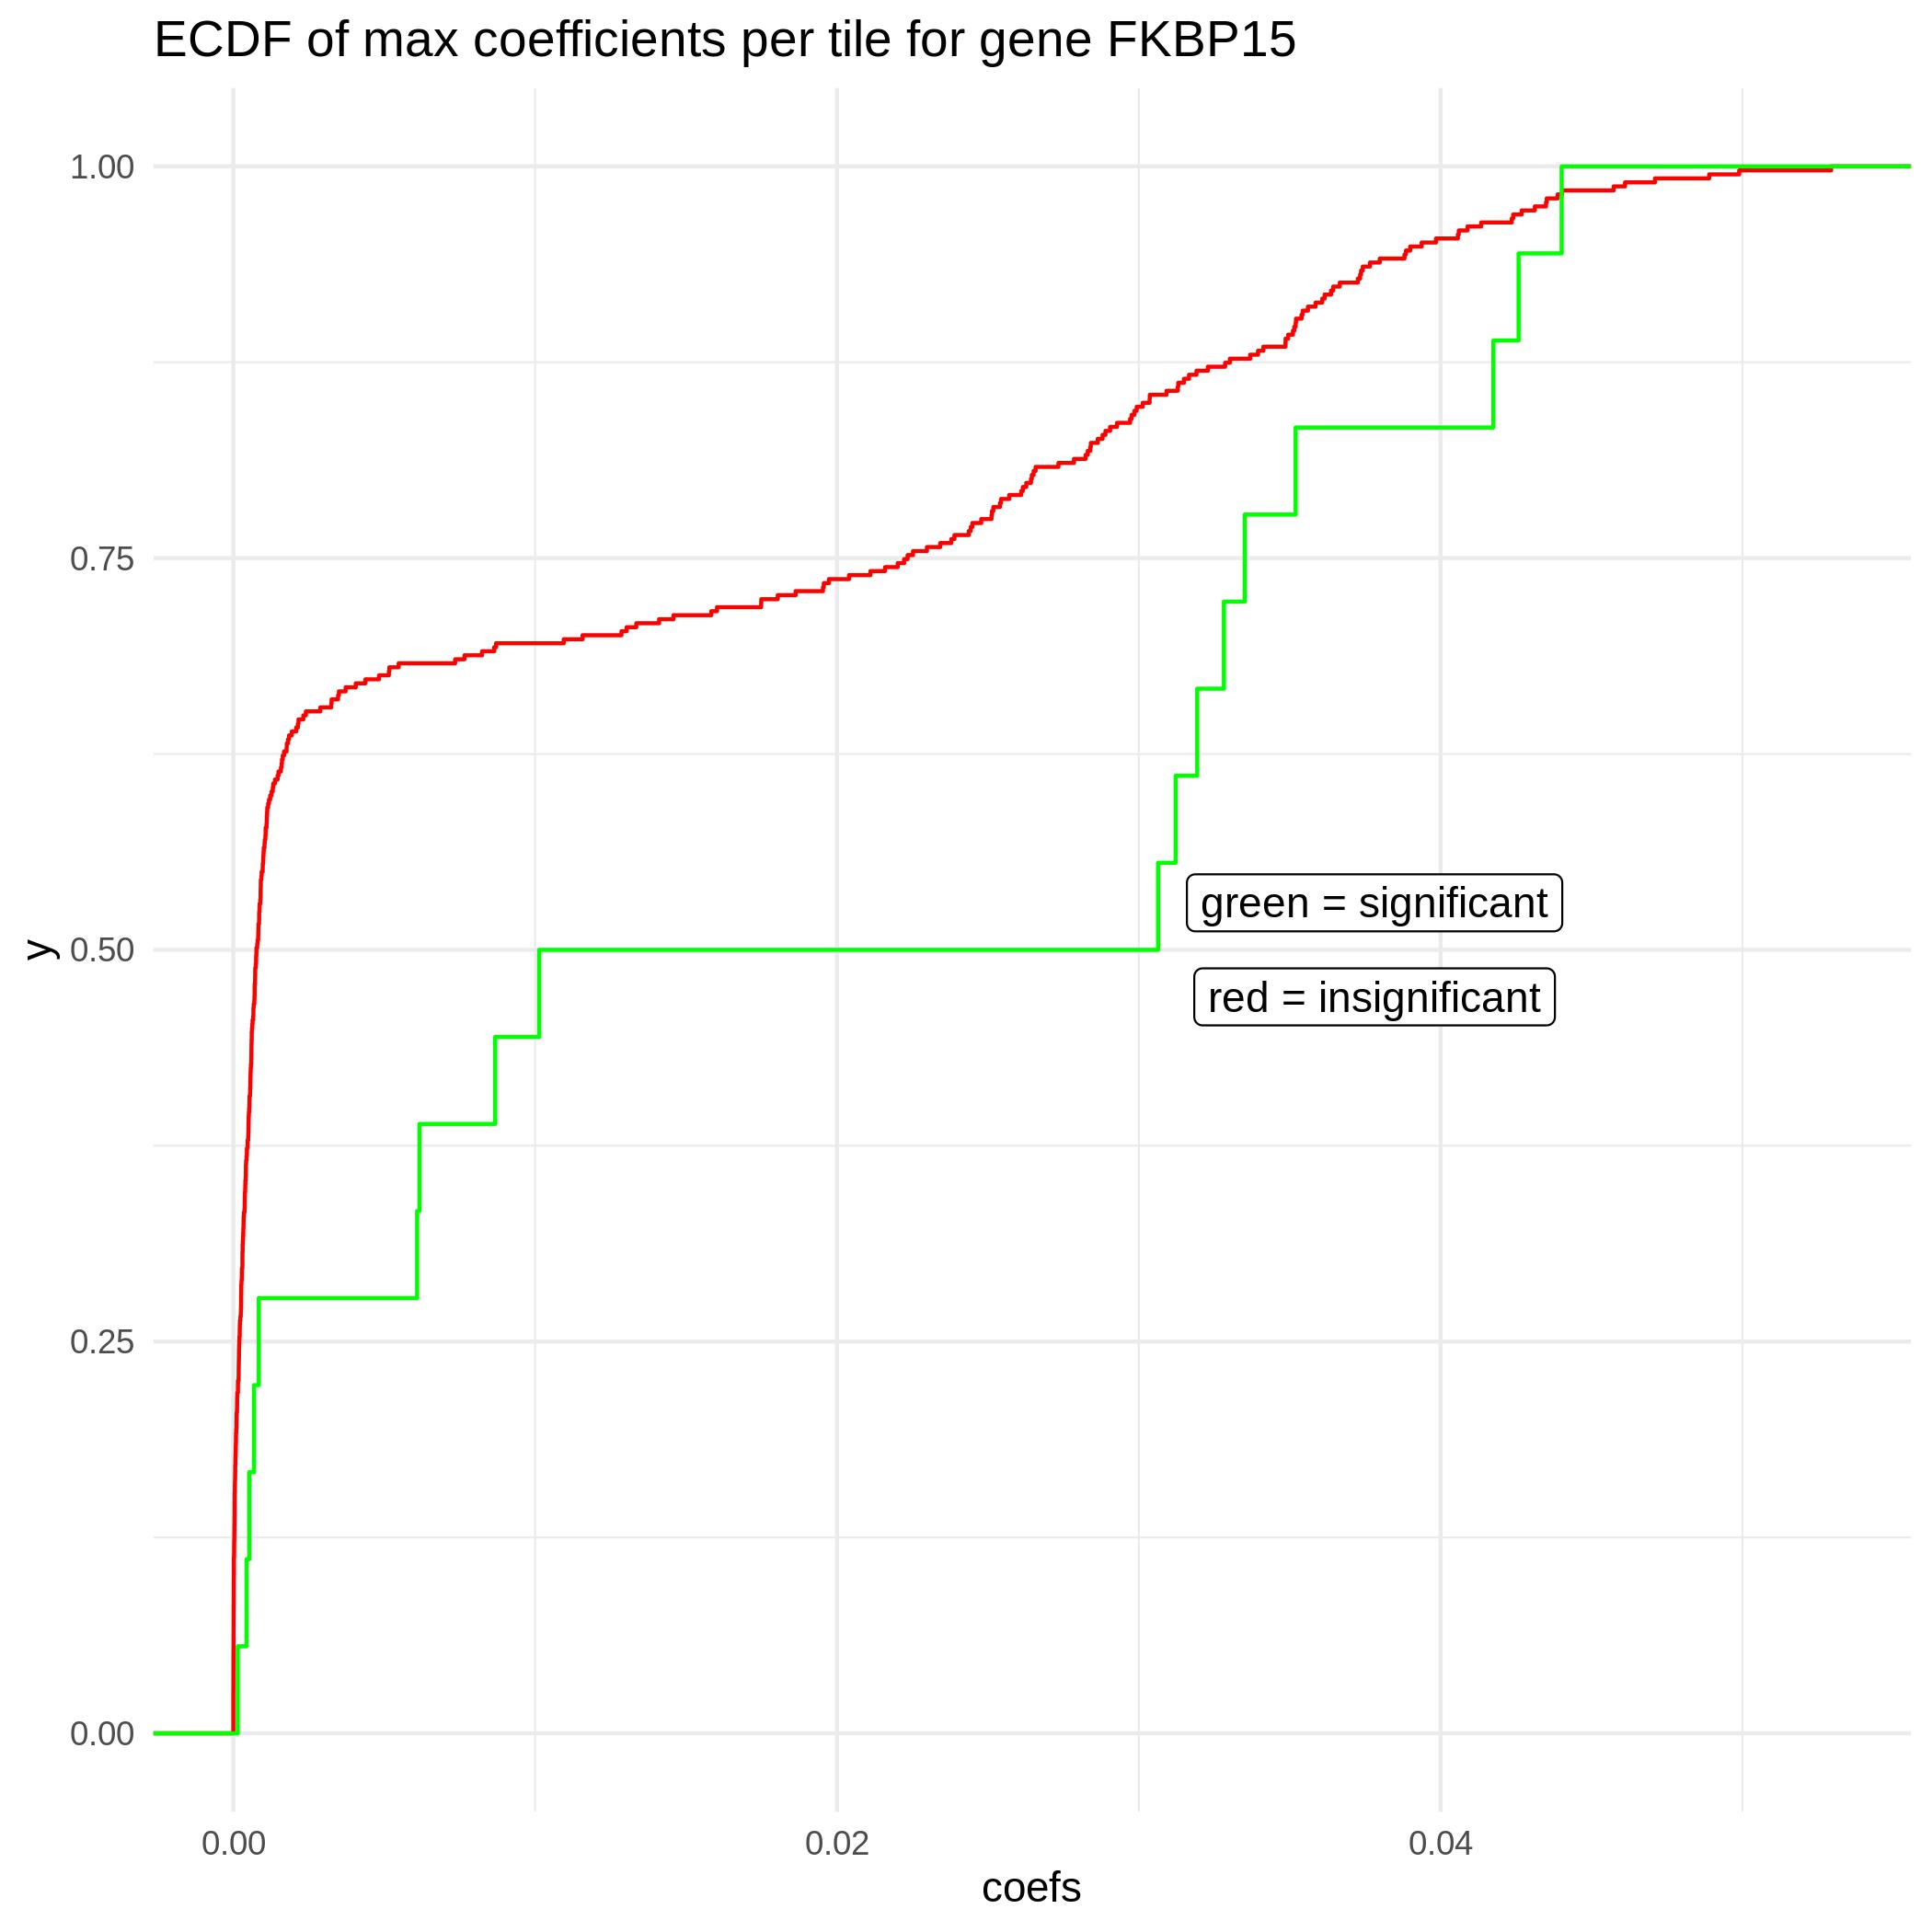 ECDF of max coefficients per tile for gene FKBP15
1.00
0.75
0.50
0.25
0.00
y
green = significant
red = insignificant
0.00 0.02 0.04
coefs